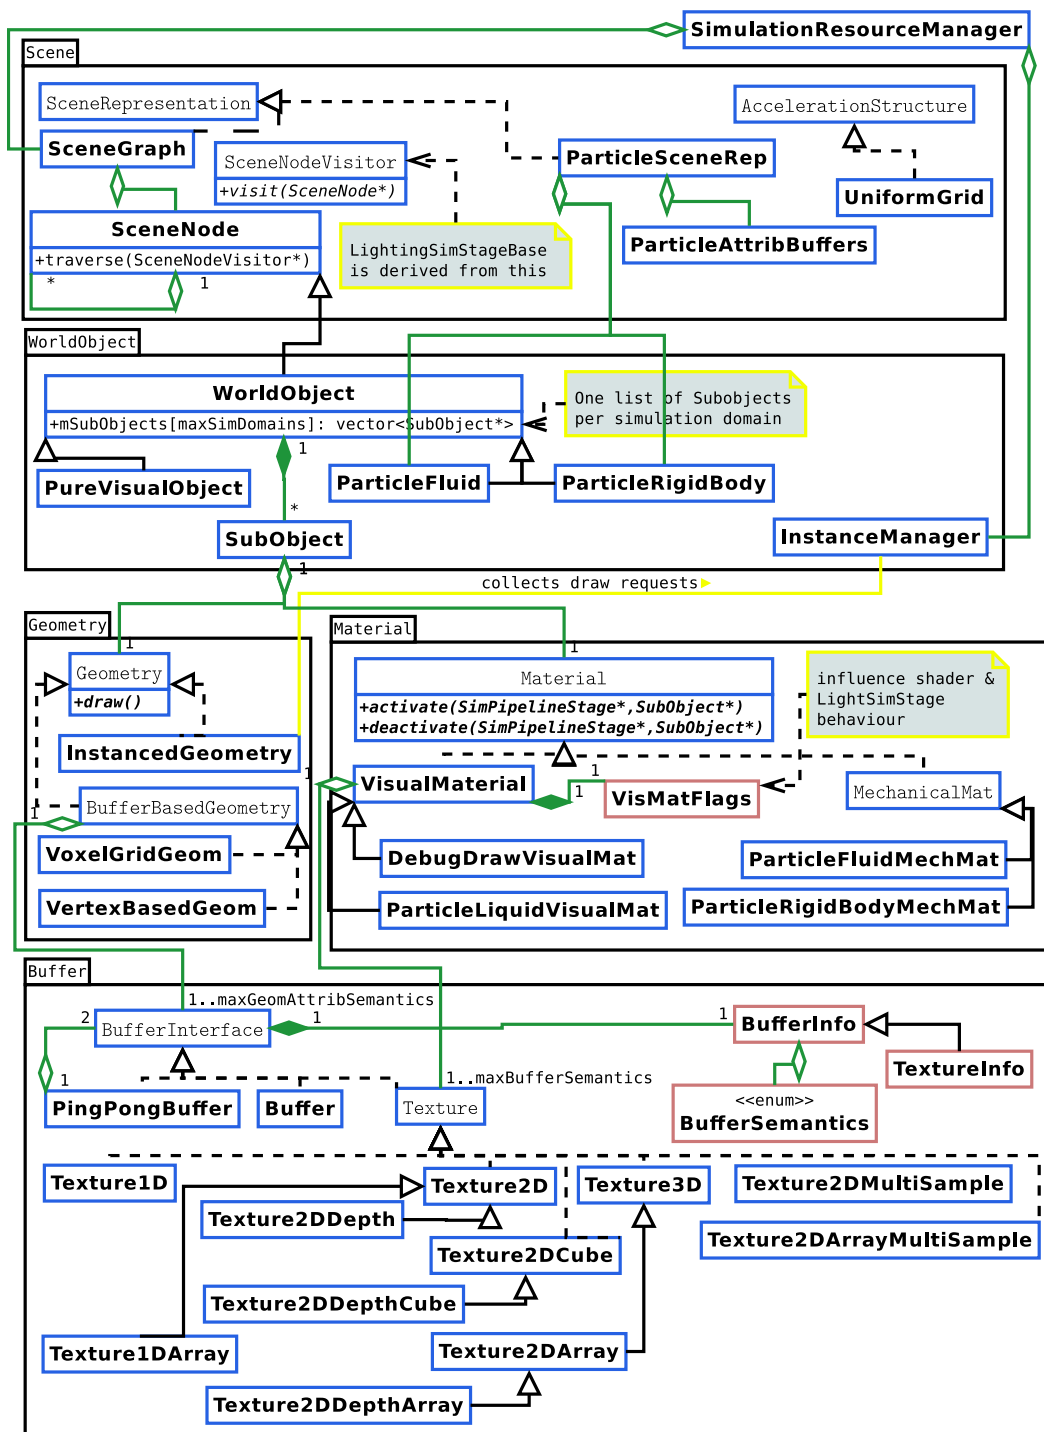 SimulationResourceManager
Scene
SceneRepresentation
AccelerationStructure
SceneGraph
SceneNodeVisitor
+visit(SceneNode*)
ParticleSceneRep
UniformGrid
SceneNode
+traverse(SceneNodeVisitor*)
* 1
LightingSimStageBase
is derived from this
ParticleAttribBuffers
WorldObject
WorldObject
+mSubObjects[maxSimDomains]: vector<SubObject*>
One list of Subobjects
per simulation domain
1
PureVisualObject
ParticleFluid
ParticleRigidBody
*
SubObject
InstanceManager
1
collects draw requests
Geometry
Material
1
1
Geometry
+draw()
Material
+activate(SimPipelineStage*,SubObject*)
+deactivate(SimPipelineStage*,SubObject*)
influence shader &
LightSimStage
behaviour
InstancedGeometry
1
VisualMaterial
1
1
VisMatFlags
MechanicalMat
BufferBasedGeometry
1
VoxelGridGeom
DebugDrawVisualMat
ParticleFluidMechMat
VertexBasedGeom
ParticleLiquidVisualMat
ParticleRigidBodyMechMat
Buffer
1..maxGeomAttribSemantics
2
BufferInterface
1
1
BufferInfo
TextureInfo
1
1..maxBufferSemantics
PingPongBuffer
Buffer
Texture
<<enum>>
BufferSemantics
Texture1D
Texture2D
Texture3D
Texture2DMultiSample
Texture2DDepth
Texture2DArrayMultiSample
Texture2DCube
Texture2DDepthCube
Texture1DArray
Texture2DArray
Texture2DDepthArray